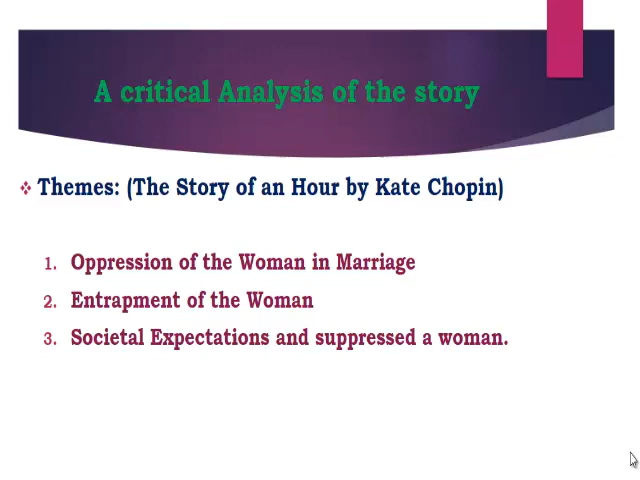 A critical Analysis of the story
❖ Themes: (The Story of an Hour by Kate Chopin)
1. Oppression of the Woman in Marriage
2. Entrapment of the Woman
3. Societal Expectations and suppressed a woman.